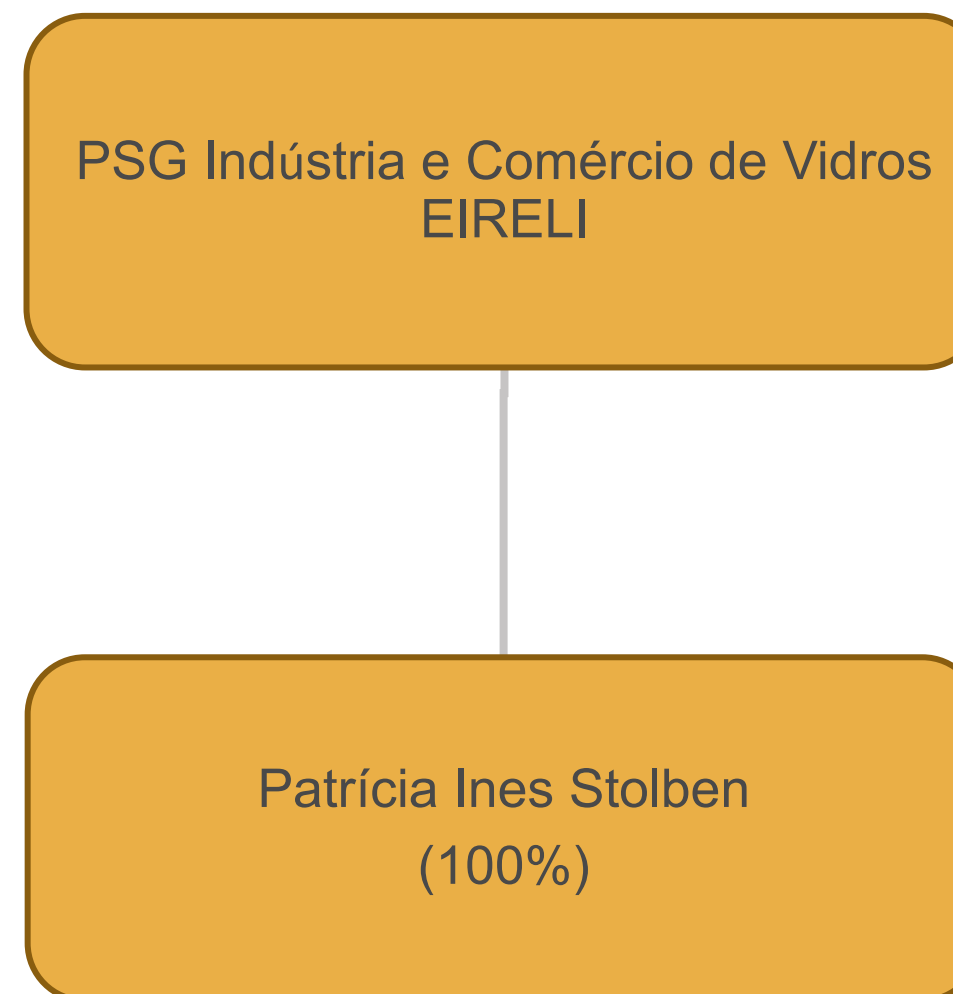 PSG Indústria e Comércio de Vidros
EIRELI
Patrícia Ines Stolben
(100%)